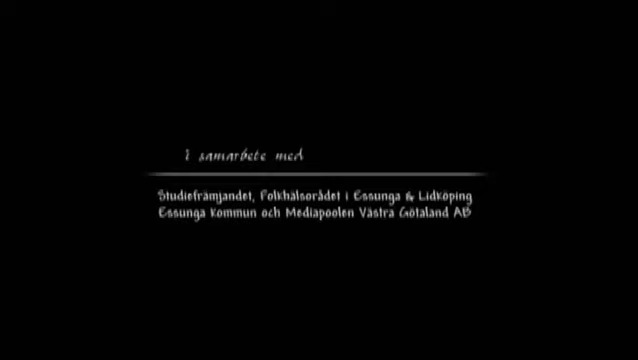 I samarbete med
Studiefrämjandet, Folkhälsorådet i Essunga & Lidköping
Essunga Kommun och Mediapoolen Västra Götaland AB